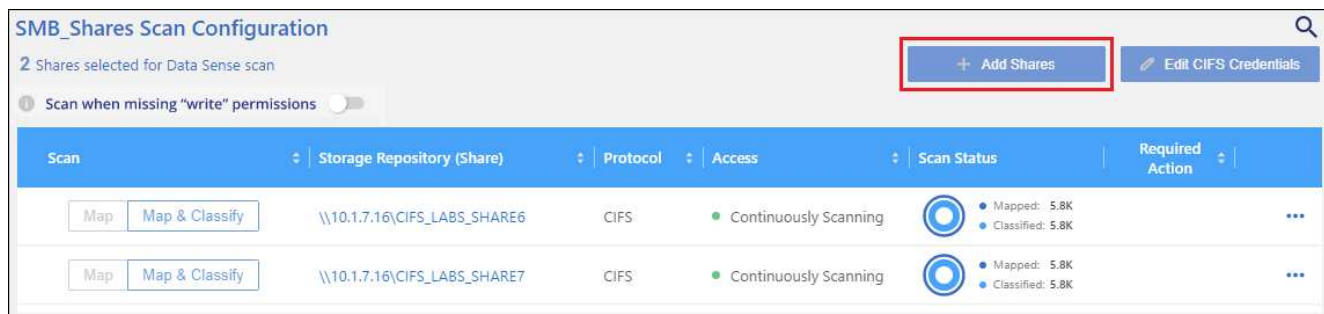 SMB_Shares Scan Configuration
2 Shares selected for Data Sense scan
+ Add Shares
Edit CIFS Credentials
Scan when missing "write" permissions
Scan Storage Repository (Share) Protocol Access Scan Status Required Action
Map Map & Classify \\10.1.7.16\CIFS_LABS_SHARE6 CIFS Continuously Scanning Mapped: 5.8K
Classified: 5.8K
Map Map & Classify \\10.1.7.16\CIFS_LABS_SHARE7 CIFS Continuously Scanning Mapped: 5.8K
Classified: 5.8K